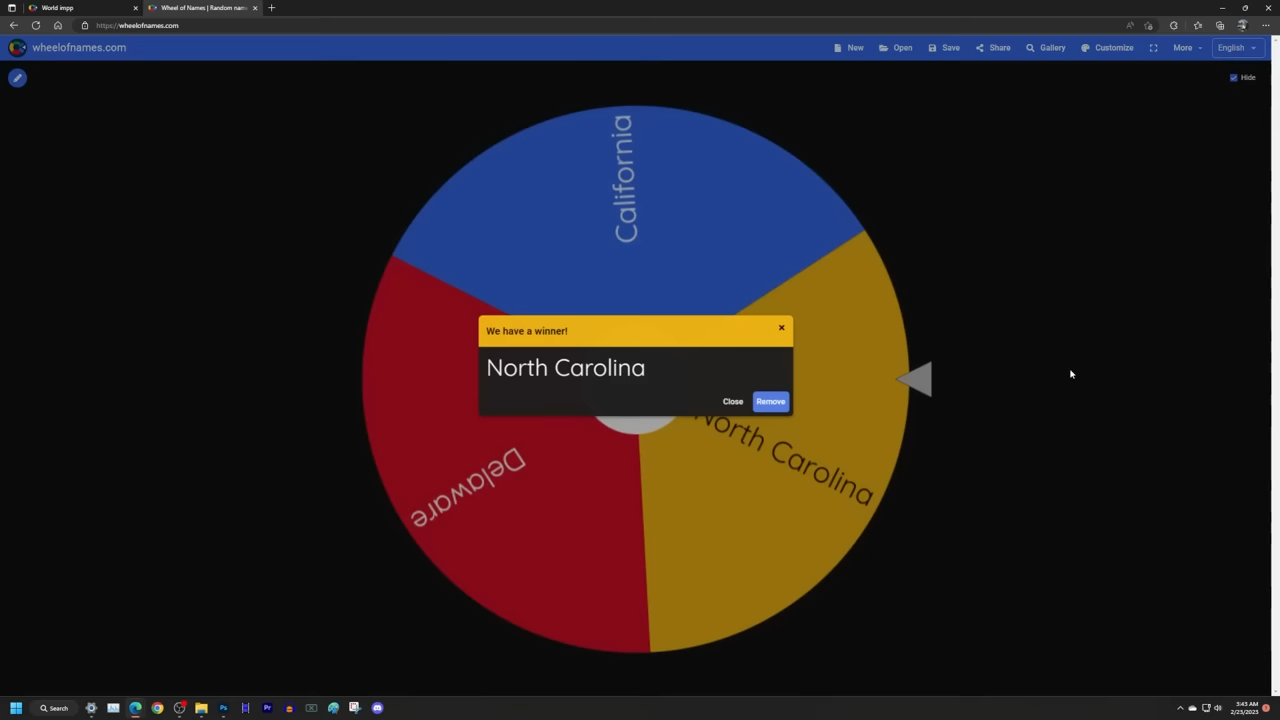 World impp
Wheel of Names | Random nam
https://wheelofnames.com
wheelofnames.com
New
Open
Save
Share
Gallery
Customize
More
English
Hide
California
We have a winner!
North Carolina
Close
Remove
North Carolina
Delaware
Search
5:43 AM
2/23/2023